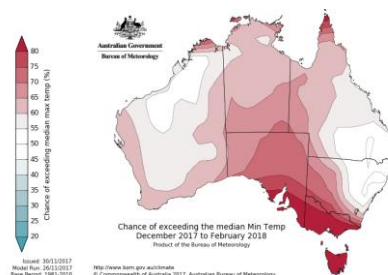 Australian Government
Bureau of Meteorology
80
75
70
65
60
55
50
45
40
35
30
25
20
Chance of exceeding median max temp (%)
Chance of exceeding the median Min Temp
December 2017 to February 2018
Product of the Bureau of Meteorology
Issued: 30/11/2017
Model Run: 26/11/2017
Base Period: 1981-2010
http://www.bom.gov.au/climate
© Commonwealth of Australia 2017, Australian Bureau of Meteorology